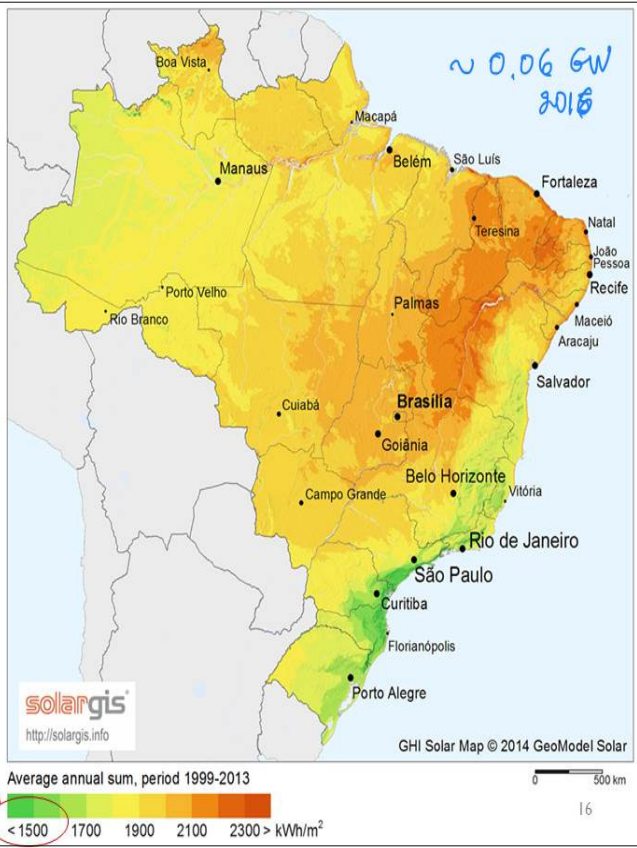 ~ 0.06 GW
2016
Boa Vista
Macapá
Belém
São Luís
Manaus
Fortaleza
Teresina
Natal
João
Pessoa
Recife
Porto Velho
Palmas
Maceió
Rio Branco
Aracaju
Salvador
Cuiabá
Brasília
Goiânia
Belo Horizonte
Campo Grande
Vitória
Rio de Janeiro
São Paulo
Curitiba
Florianópolis
Porto Alegre
solargis
http://solargis.info
GHI Solar Map © 2014 GeoModel Solar
Average annual sum, period 1999-2013
0 500 km
<1500 1700 1900 2100 2300 > kWh/m²
16